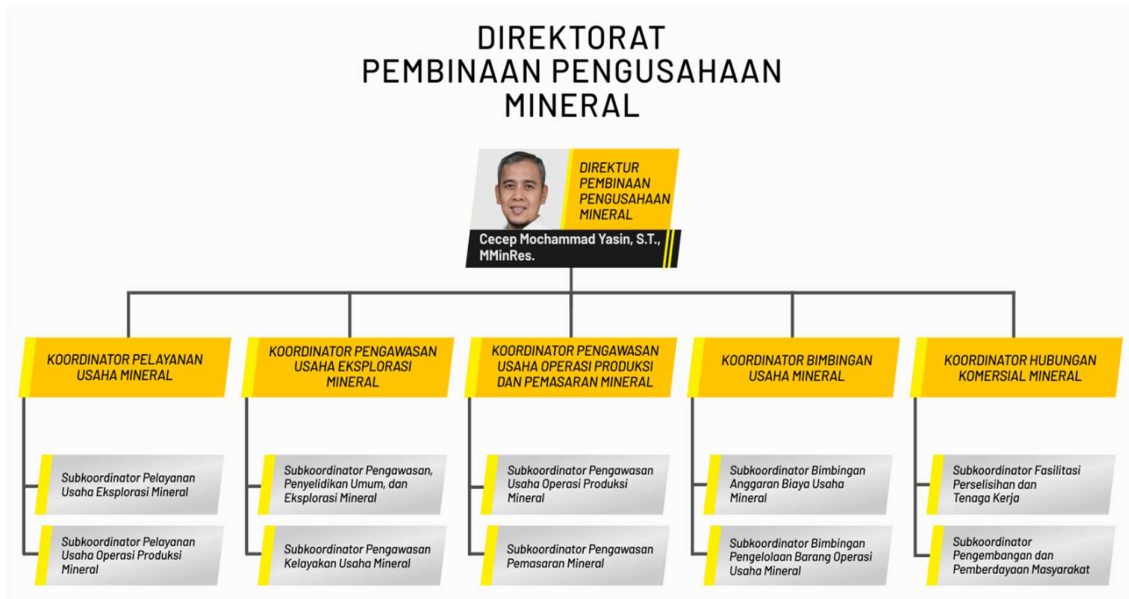 DIREKTORAT
PEMBINAAN PENGUSAHAAN
MINERAL
DIREKTUR
PEMBINAAN
PENGUSAHAAN
MINERAL
Cecep Mochammad Yasin, S.T.,
MMinRes.
KOORDINATOR PELAYANAN
USAHA MINERAL
KOORDINATOR PENGAWASAN
USAHA EKSPLORASI
MINERAL
KOORDINATOR PENGAWASAN
USAHA OPERASI PRODUKSI
DAN PEMASARAN MINERAL
KOORDINATOR BIMBINGAN
USAHA MINERAL
KOORDINATOR HUBUNGAN
KOMERSIAL MINERAL
Subkoordinator Pelayanan
Usaha Eksplorasi Mineral
Subkoordinator Pengawasan,
Penyelidikan Umum, dan
Eksplorasi Mineral
Subkoordinator Pengawasan
Usaha Operasi Produksi
Mineral
Subkoordinator Bimbingan
Anggaran Biaya Usaha
Mineral
Subkoordinator Fasilitasi
Perselisihan dan
Tenaga Kerja
Subkoordinator Pelayanan
Usaha Operasi Produksi
Mineral
Subkoordinator Pengawasan
Kelayakan Usaha Mineral
Subkoordinator Pengawasan
Pemasaran Mineral
Subkoordinator Bimbingan
Pengelolaan Barang Operasi
Usaha Mineral
Subkoordinator
Pengembangan dan
Pemberdayaan Masyarakat